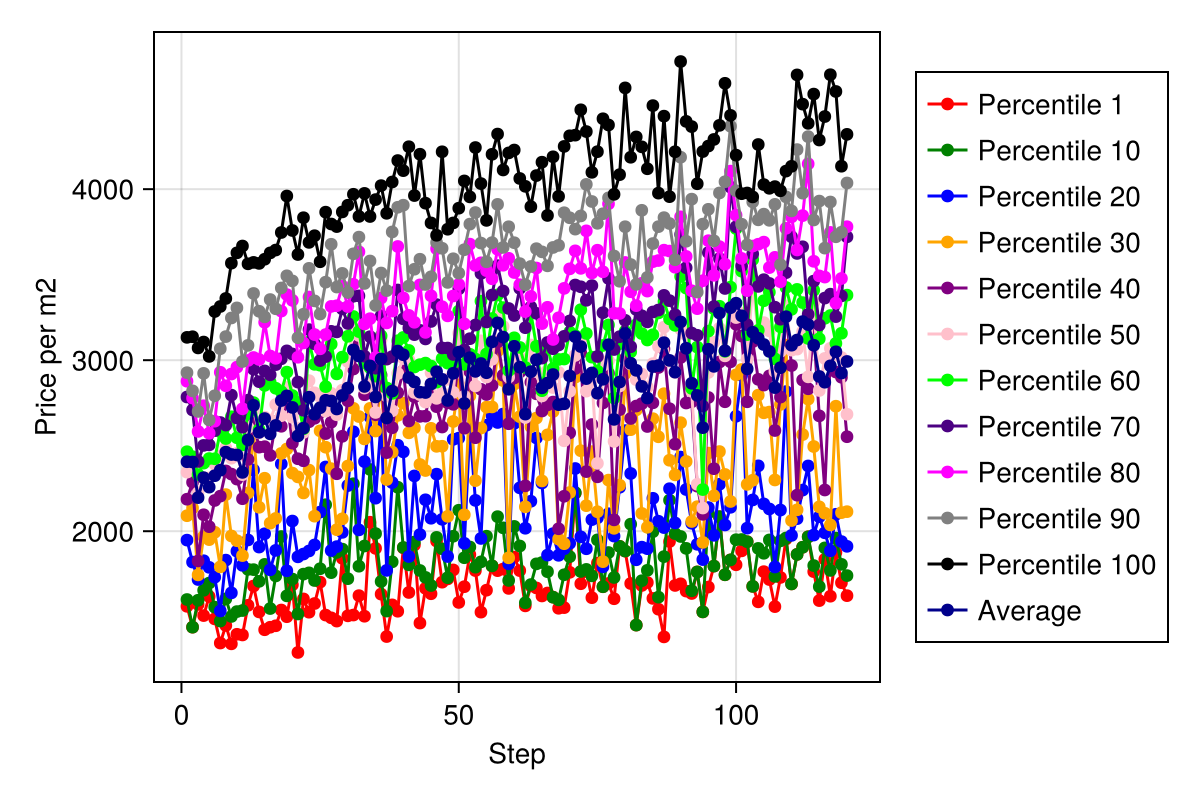 Price per m2
4000
3000
2000
0
50
100
Step
Percentile 1
Percentile 10
Percentile 20
Percentile 30
Percentile 40
Percentile 50
Percentile 60
Percentile 70
Percentile 80
Percentile 90
Percentile 100
Average